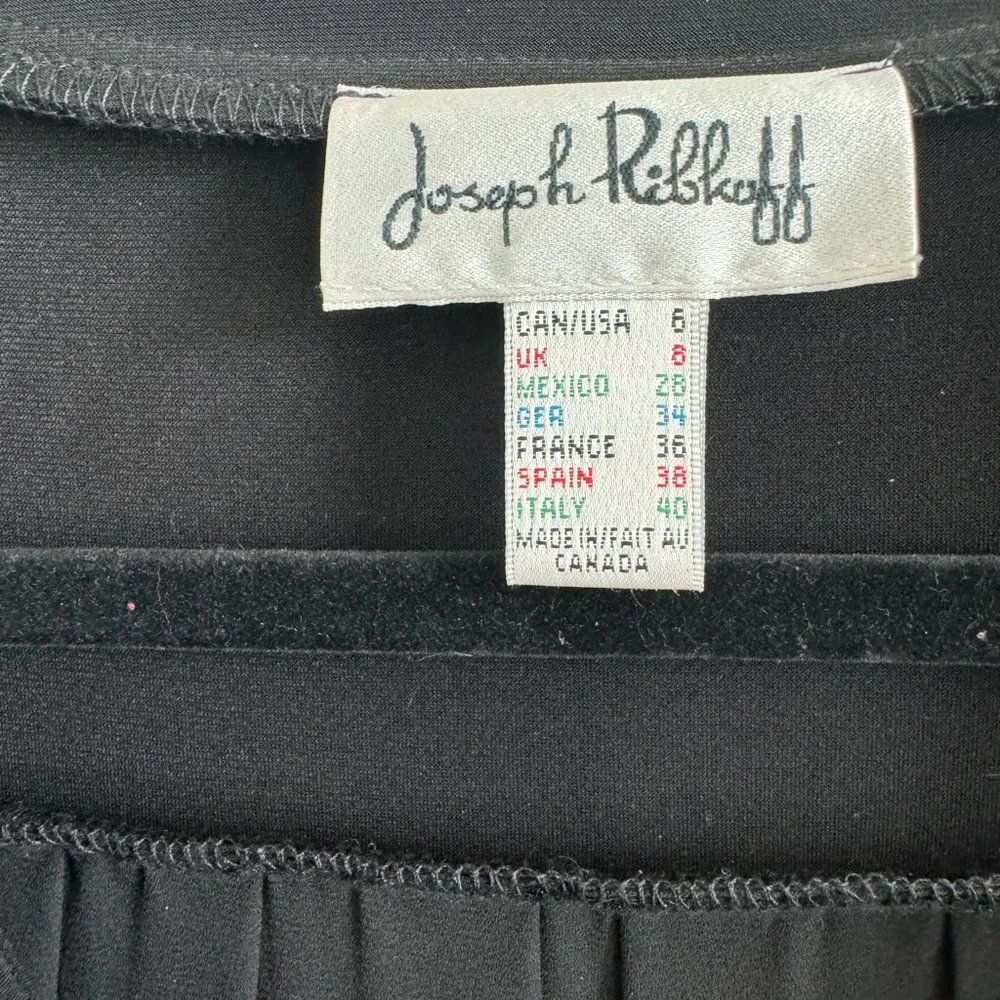 Joseph Ribkoff
CAN/USA 6
UK 8
MEXICO 28
GER 34
FRANCE 36
SPAIN 38
ITALY 40
MADE IN/FAIT AU
CANADA